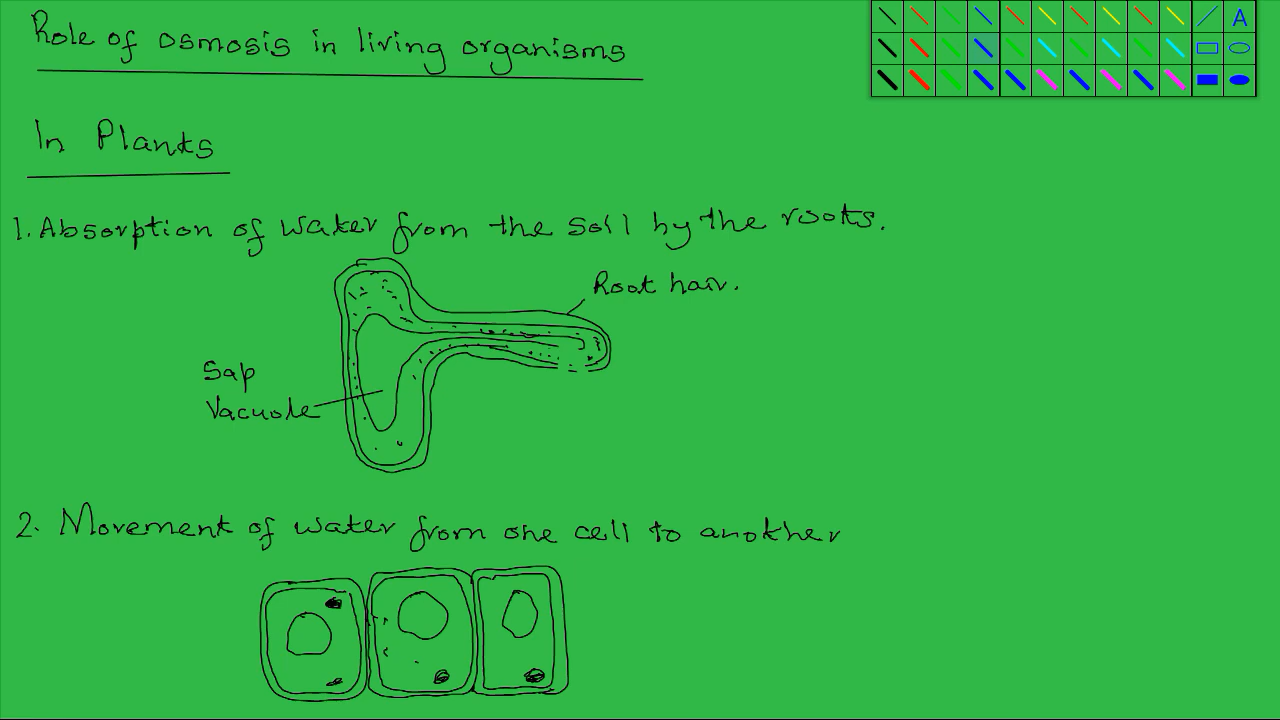 Role of osmosis in living organisms
A
In Plants
1. Absorption of water from the soil by the roots.
Root hair.
Sap
Vacuole
2. Movement of water from one cell to another